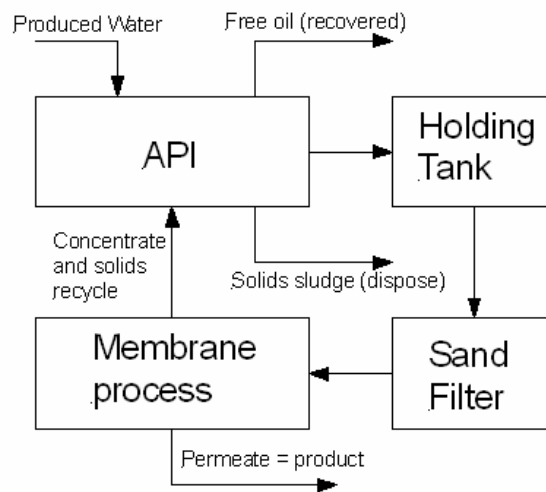 Produced Water
Free oil (recovered)
API
Holding
Tank
Concentrate
and solids
recycle
Solids sludge (dispose)
Membrane
process
Sand
Filter
Permeate = product